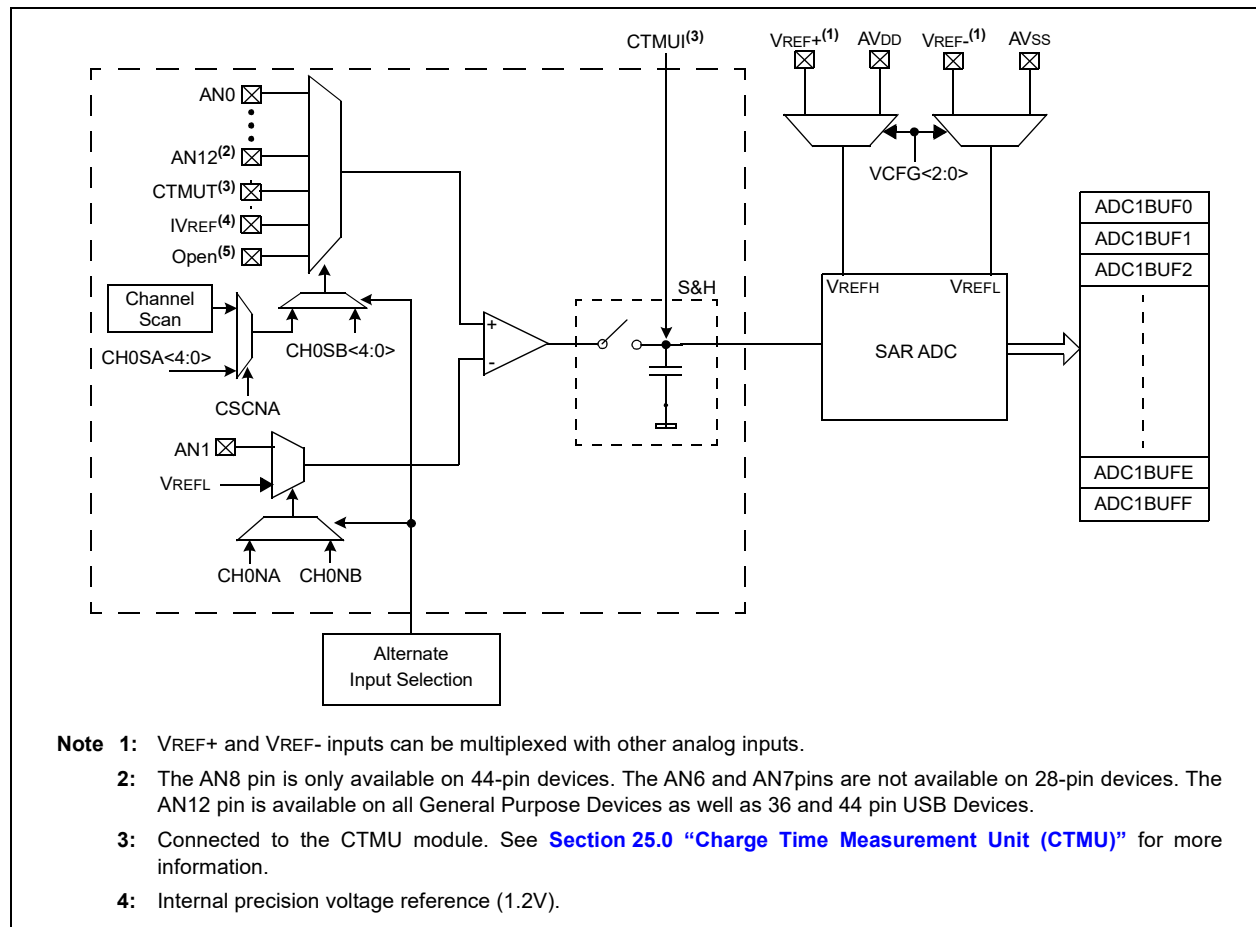 CTMUI(3)
VREF+(1) AVDD VREF-(1) AVSS
AN0
AN12(2)
CTMUT(3)
IVREF(4)
Open(5)
VCFG<2:0>
Channel
Scan
CH0SA<4:0>
CH0SB<4:0>
CSCNA
+
-
S&H
VREFH VREFL
SAR ADC
ADC1BUF0
ADC1BUF1
ADC1BUF2
ADC1BUFE
ADC1BUFF
AN1
VREFL
CH0NA CH0NB
Alternate
Input Selection
Note 1: VREF+ and VREF- inputs can be multiplexed with other analog inputs.
2: The AN8 pin is only available on 44-pin devices. The AN6 and AN7pins are not available on 28-pin devices. The
AN12 pin is available on all General Purpose Devices as well as 36 and 44 pin USB Devices.
3: Connected to the CTMU module. See Section 25.0 “Charge Time Measurement Unit (CTMU)” for more
information.
4: Internal precision voltage reference (1.2V).